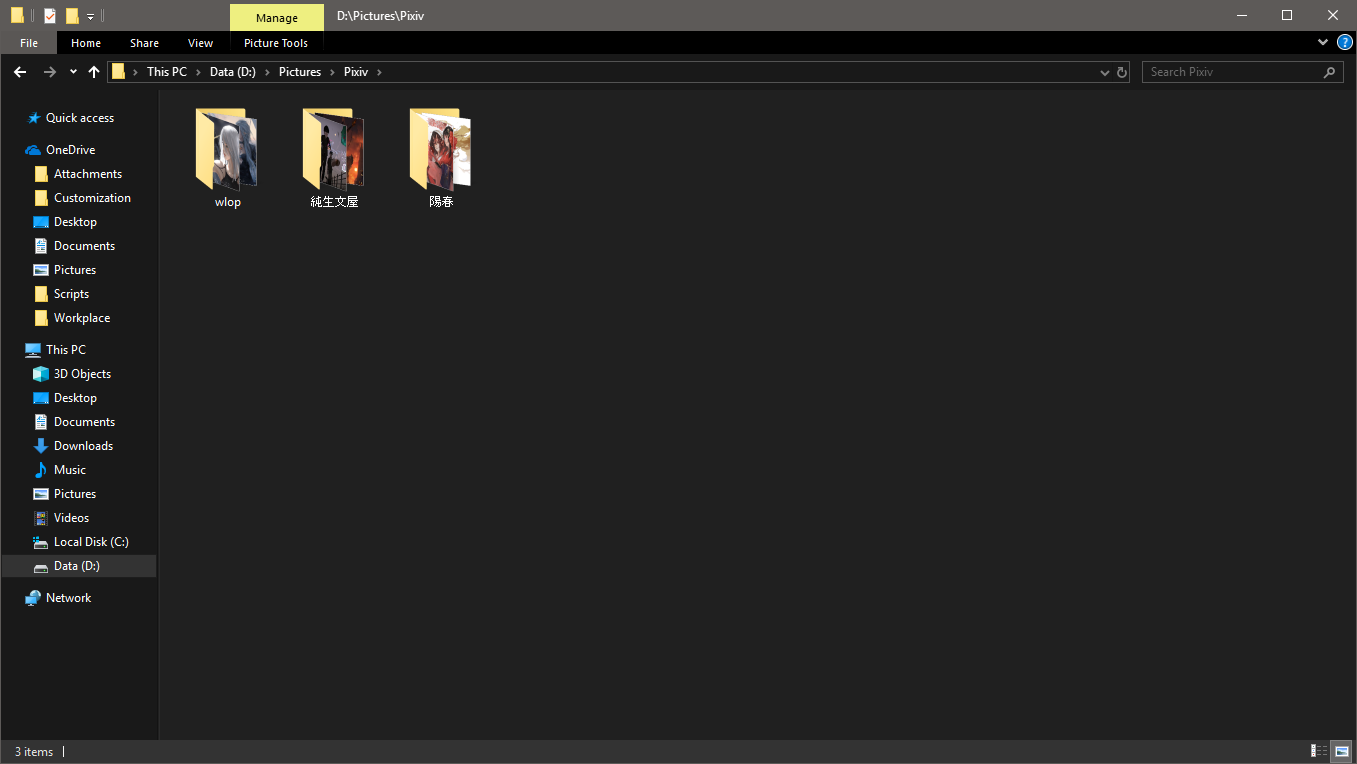 Manage
D:\Pictures\Pixiv
File
Home
Share
View
Picture Tools
?
This PC
Data (D:)
Pictures
Pixiv
Search Pixiv
Quick access
OneDrive
Attachments
Customization
Desktop
Documents
Pictures
Scripts
Workplace
This PC
3D Objects
Desktop
Documents
Downloads
Music
Pictures
Videos
Local Disk (C:)
Data (D:)
Network
wlop
純生文屋
陽春
3 items